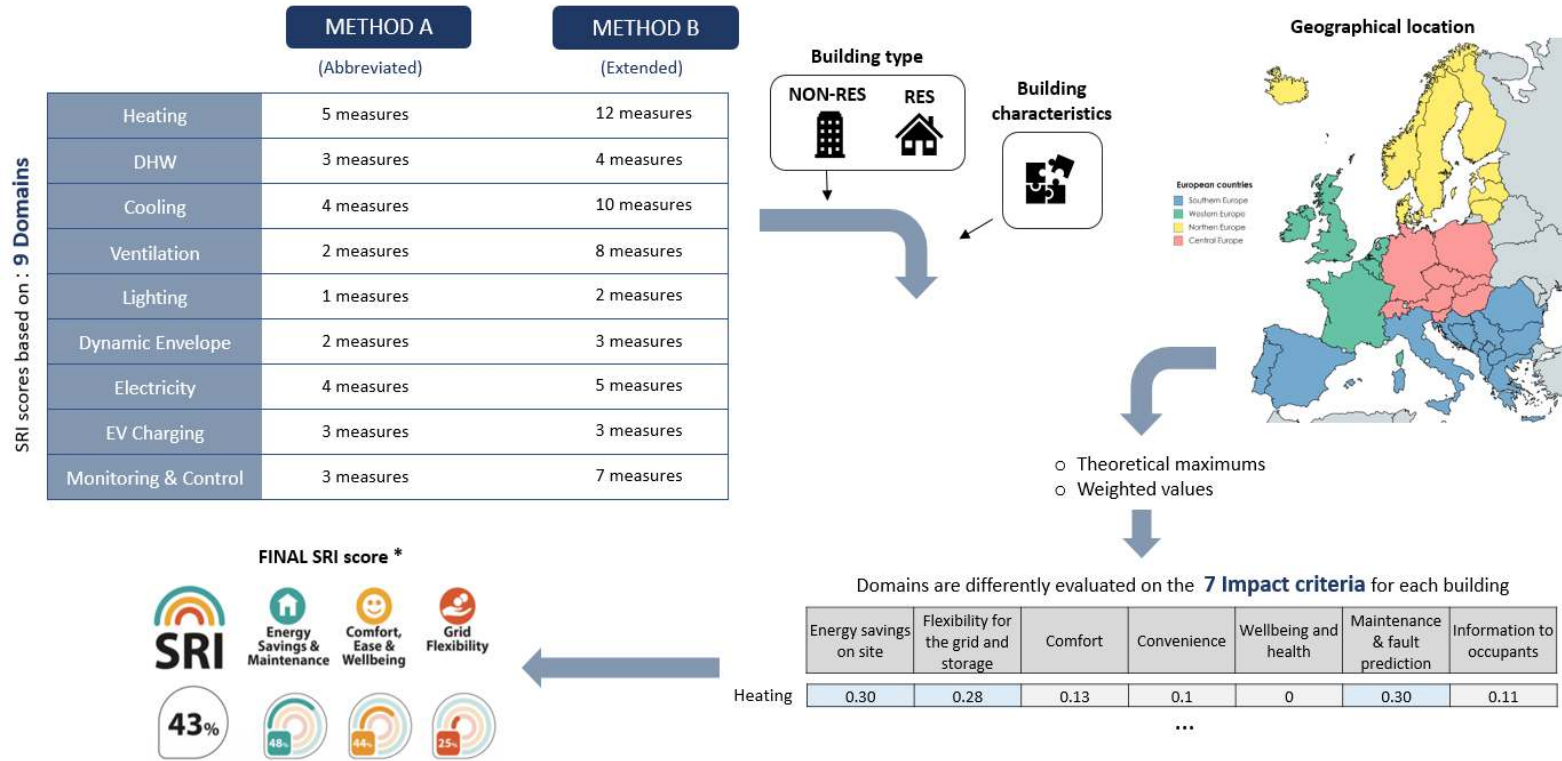 METHOD A
METHOD B
(Abbreviated)
(Extended)
SRI scores based on : 9 Domains
Heating 5 measures 12 measures
DHW 3 measures 4 measures
Cooling 4 measures 10 measures
Ventilation 2 measures 8 measures
Lighting 1 measures 2 measures
Dynamic Envelope 2 measures 3 measures
Electricity 4 measures 5 measures
EV Charging 3 measures 3 measures
Monitoring & Control 3 measures 7 measures
Building type
NON-RES RES
Building
characteristics
Geographical location
European countries
Southern Europe
Western Europe
Northern Europe
Central Europe
o Theoretical maximums
o Weighted values
Domains are differently evaluated on the 7 Impact criteria for each building
Energy savings
on site
Flexibility for
the grid and
storage
Comfort
Convenience
Wellbeing and
health
Maintenance
& fault
prediction
Information to
occupants
Heating 0.30 0.28 0.13 0.1 0 0.30 0.11
...
FINAL SRI score *
SRI
Energy
Savings &
Maintenance
Comfort,
Ease &
Wellbeing
Grid
Flexibility
43%
48%
44%
25%